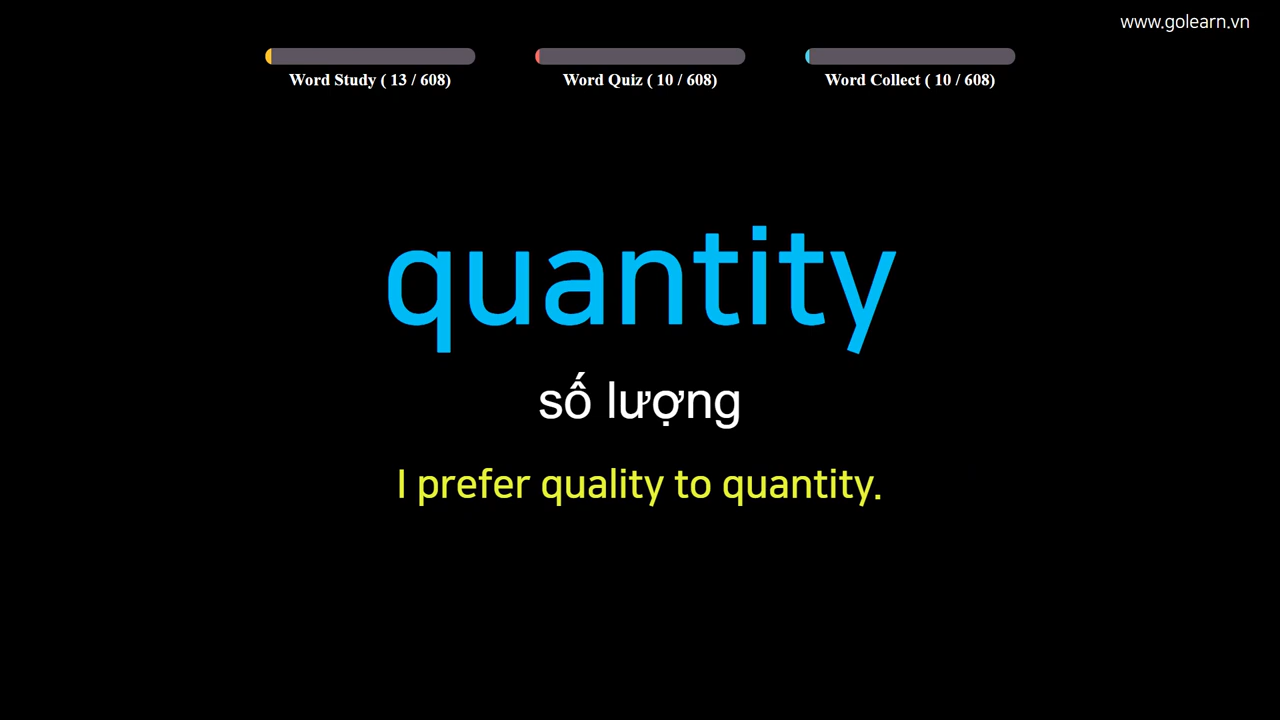 www.golearn.vn
Word Study ( 13 / 608)
Word Quiz ( 10 / 608)
Word Collect ( 10 / 608)
quantity
số lượng
I prefer quality to quantity.